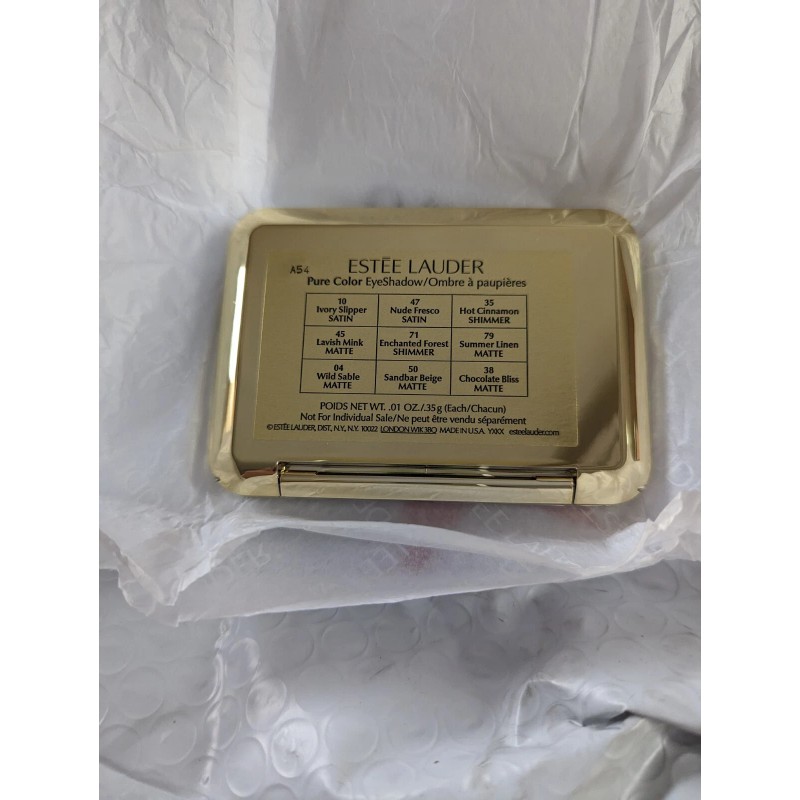 A54
ESTĒE LAUDER
Pure Color EyeShadow/Ombre à paupières
10 47 35
Ivory Slipper Nude Fresco Hot Cinnamon
SATIN SATIN SHIMMER
45 71 79
Lavish Mink Enchanted Forest Summer Linen
MATTE SHIMMER MATTE
04 50 38
Wild Sable Sandbar Beige Chocolate Bliss
MATTE MATTE MATTE
POIDS NET WT. .01 OZ./.35g (Each/Chacun)
Not For Individual Sale/Ne peut être vendu séparément
© ESTĒE LAUDER, DIST., N.Y., N.Y. 10022 LONDON W1K3BQ MADE IN U.S.A. YXKX esteelauder.com